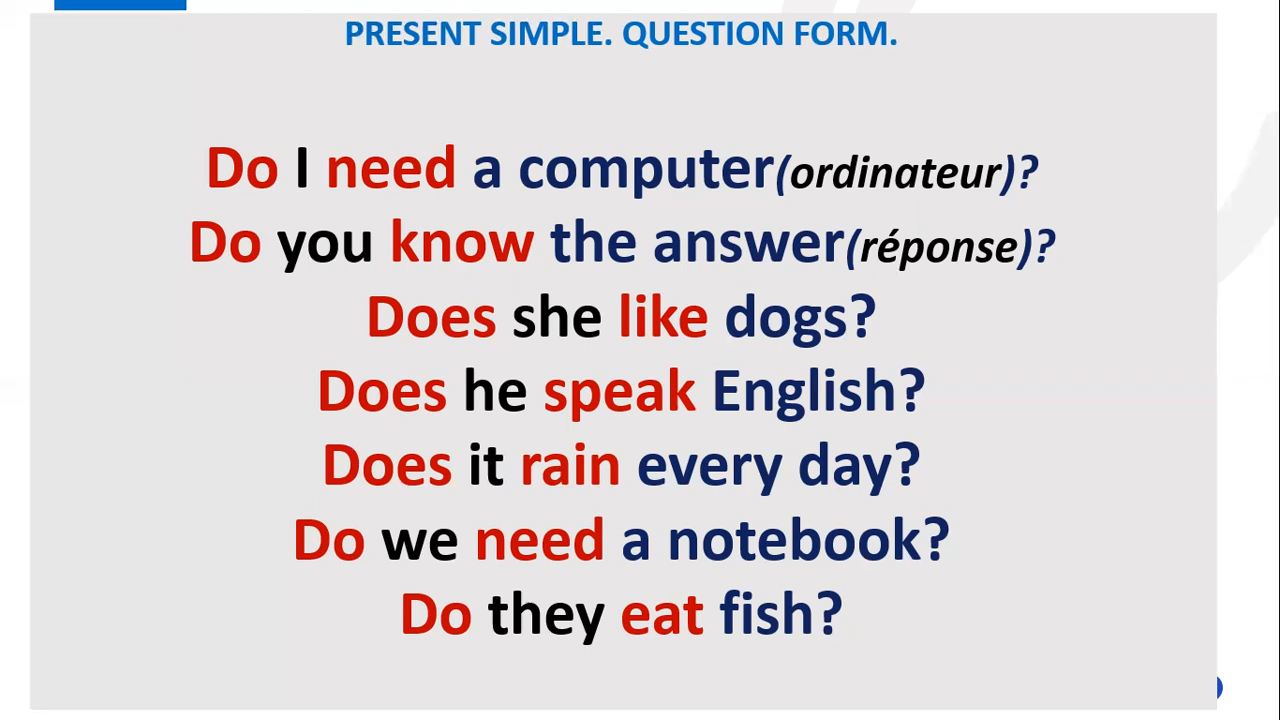 PRESENT SIMPLE. QUESTION FORM.
Do I need a computer(ordinateur)?
Do you know the answer(réponse)?
Does she like dogs?
Does he speak English?
Does it rain every day?
Do we need a notebook?
Do they eat fish?